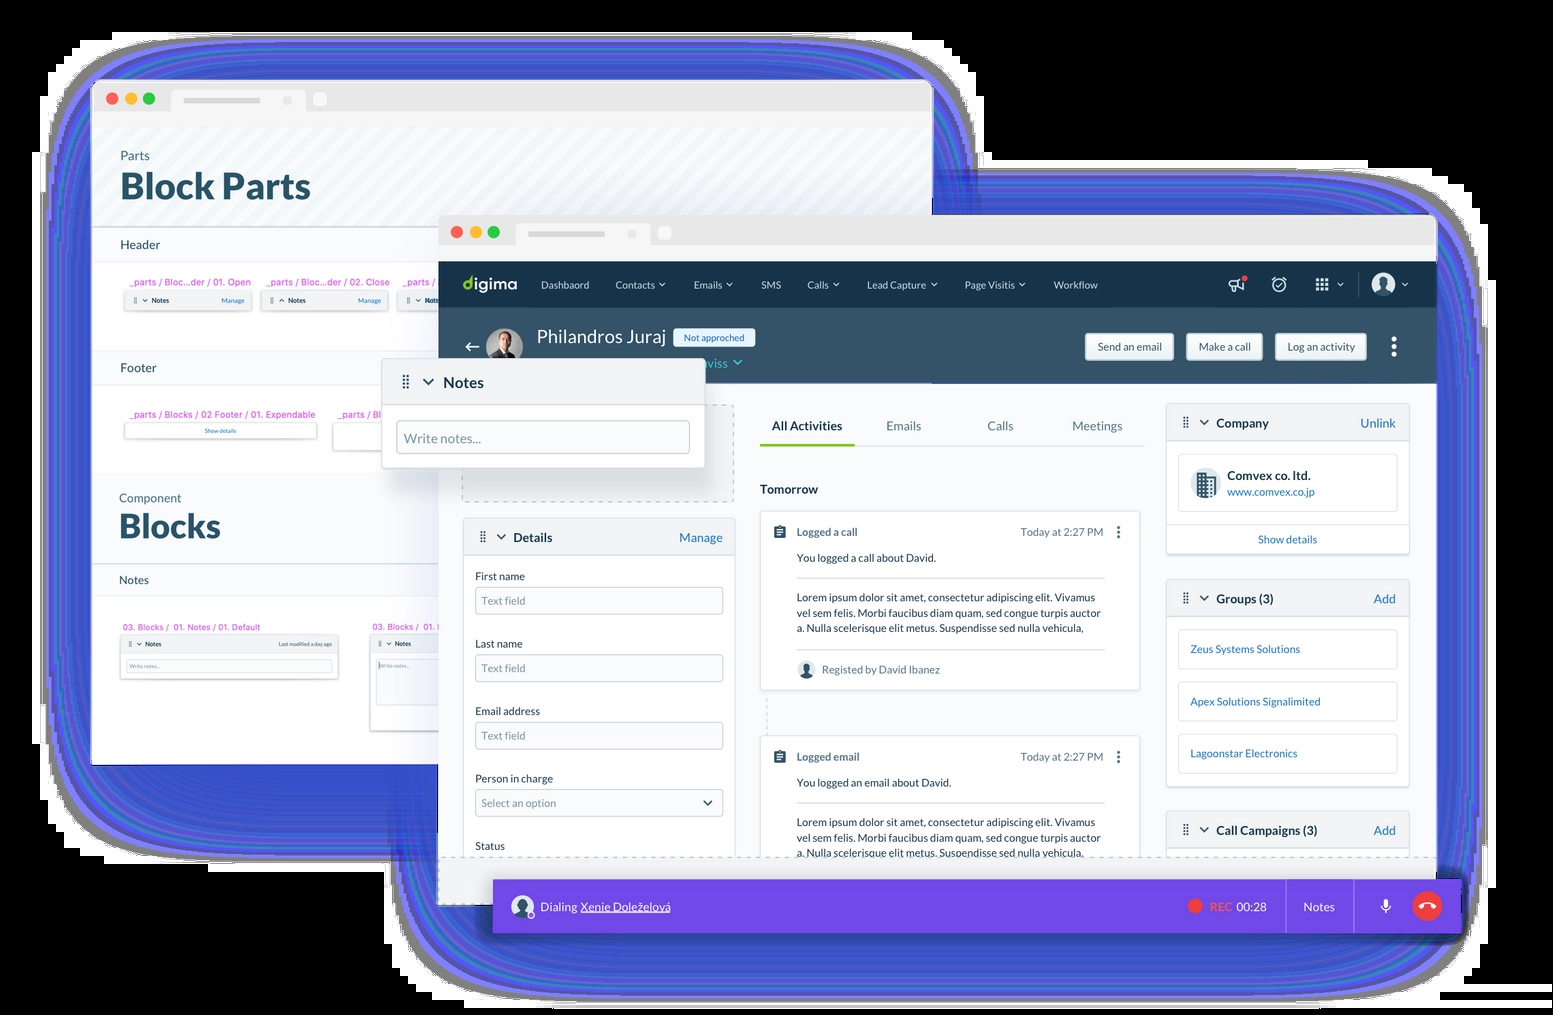 Parts
Block Parts
Header
_parts / Bloc...der / 01. Open
_parts / Bloc...der / 02. Close
_parts /
Notes
Manage
Notes
Manage
Footer
_parts / Blocks / 02 Footer / 01. Expendable
Show details
Component
Blocks
Notes
03. Blocks / 01. Notes / 01. Default
03. Blocks / 01.
Notes
Last modified a day ago
Write notes...
Notes
Write notes...
digima
Dashbaord
Contacts
Emails
SMS
Calls
Lead Capture
Page Visitis
Workflow
Philandros Juraj
Not approched
Send an email
Make a call
Log an activity
Notes
Write notes...
Details
Manage
First name
Text field
Last name
Text field
Email address
Text field
Person in charge
Select an option
Status
All Activities
Emails
Calls
Meetings
Tomorrow
Logged a call
Today at 2:27 PM
You logged a call about David.
Lorem ipsum dolor sit amet, consectetur adipiscing elit. Vivamus
vel sem felis. Morbi faucibus diam quam, sed congue turpis auctor
a. Nulla scelerisque elit metus. Suspendisse sed nulla vehicula,
Registed by David Ibanez
Logged email
Today at 2:27 PM
You logged an email about David.
Lorem ipsum dolor sit amet, consectetur adipiscing elit. Vivamus
vel sem felis. Morbi faucibus diam quam, sed congue turpis auctor
a. Nulla scelerisque elit metus. Suspendisse sed nulla vehicula,
Company
Unlink
Comvex co. ltd.
www.comvex.co.jp
Show details
Groups (3)
Add
Zeus Systems Solutions
Apex Solutions Signalimited
Lagoonstar Electronics
Call Campaigns (3)
Add
Dialing Xenie Doleželová
REC 00:28
Notes